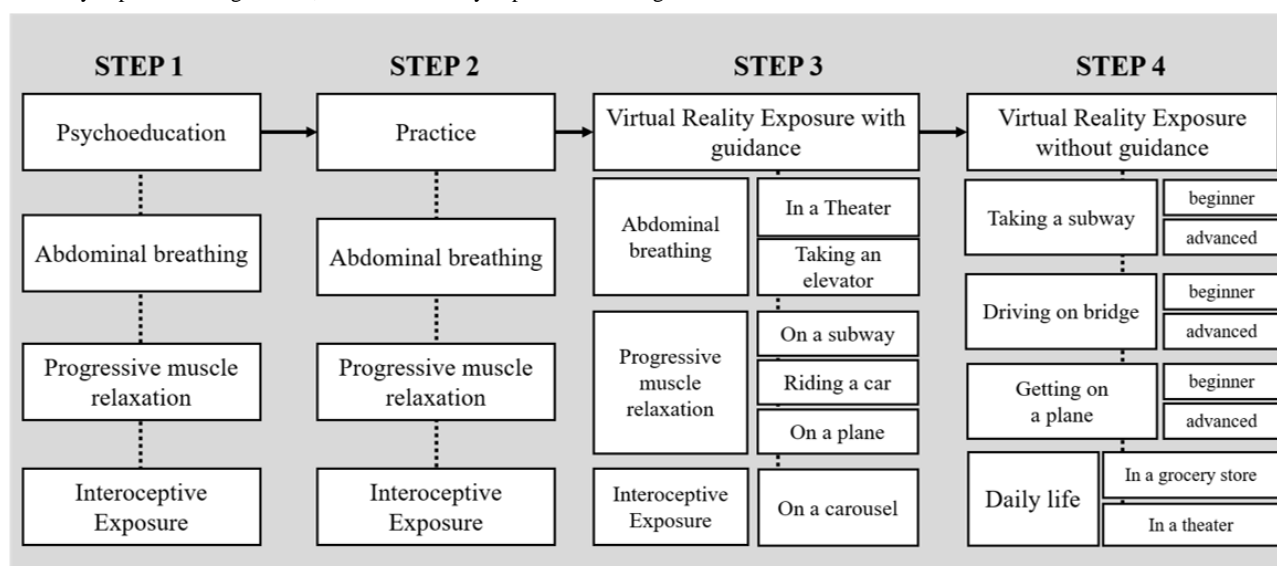 STEP 1
Psychoeducation
Abdominal breathing
Progressive muscle
relaxation
Interoceptive
Exposure
STEP 2
Practice
Abdominal breathing
Progressive muscle
relaxation
Interoceptive
Exposure
STEP 3
Virtual Reality Exposure with
guidance
Abdominal
breathing
In a Theater
Taking an
elevator
Progressive
muscle
relaxation
On a subway
Riding a car
On a plane
Interoceptive
Exposure
On a carousel
STEP 4
Virtual Reality Exposure
without guidance
Taking a subway
beginner
advanced
Driving on bridge
beginner
advanced
Getting on
a plane
beginner
advanced
Daily life
In a grocery store
In a theater